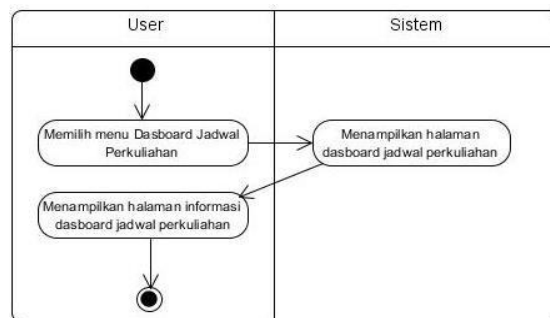 User
Sistem
Memilih menu Dasboard Jadwal
Perkuliahan
Menampilkan halaman
dasboard jadwal perkuliahan
Menampilkan halaman informasi
dasboard jadwal perkuliahan